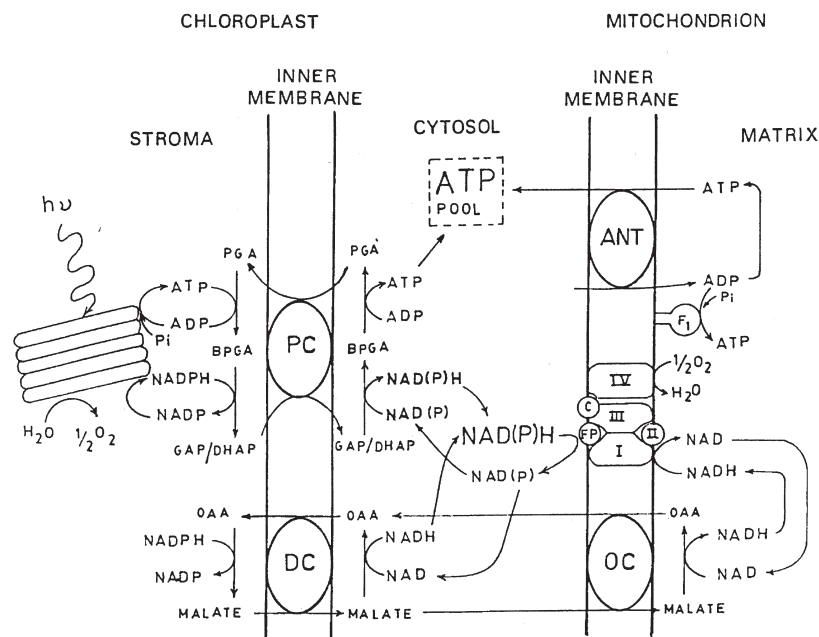 CHLOROPLAST
MITOCHONDRION
INNER
MEMBRANE
INNER
MEMBRANE
STROMA
CYTOSOL
MATRIX
ATP
POOL
ATP
hυ
ANT
PGA
PGA
ATP
ATP
ADP
Pi
ADP
ADP
F1
Pi
PC
ATP
BPGA
BPGA
1/2O2
IV
H2O
NADPH
NAD(P)H
C
III
NADP
NAD(P)
H2O
1/2O2
NAD(P)H
FP
II
NAD
GAP/DHAP
GAP/DHAP
I
NAD(P)
NADH
OAA
OAA
OAA
NADPH
NADH
NADH
DC
OC
NADP
NAD
NAD
MALATE
MALATE
MALATE